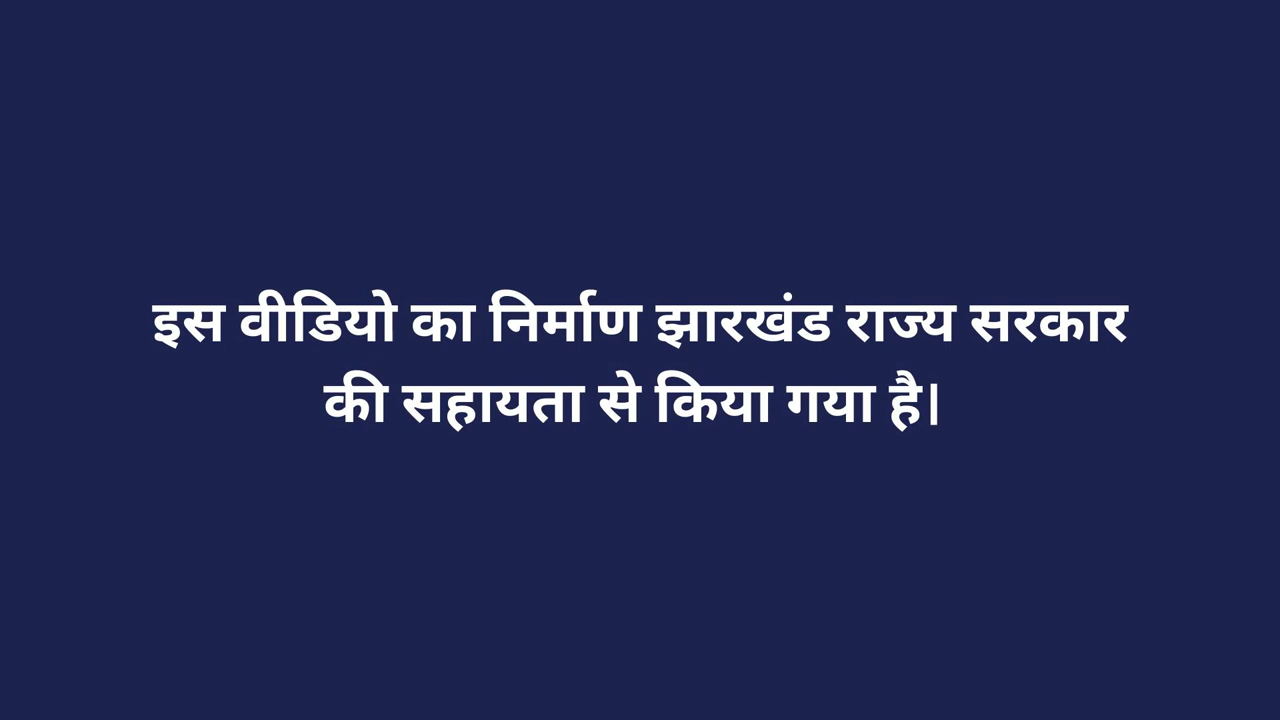 इस वीडियो का निर्माण झारखंड राज्य सरकार
की सहायता से किया गया है।